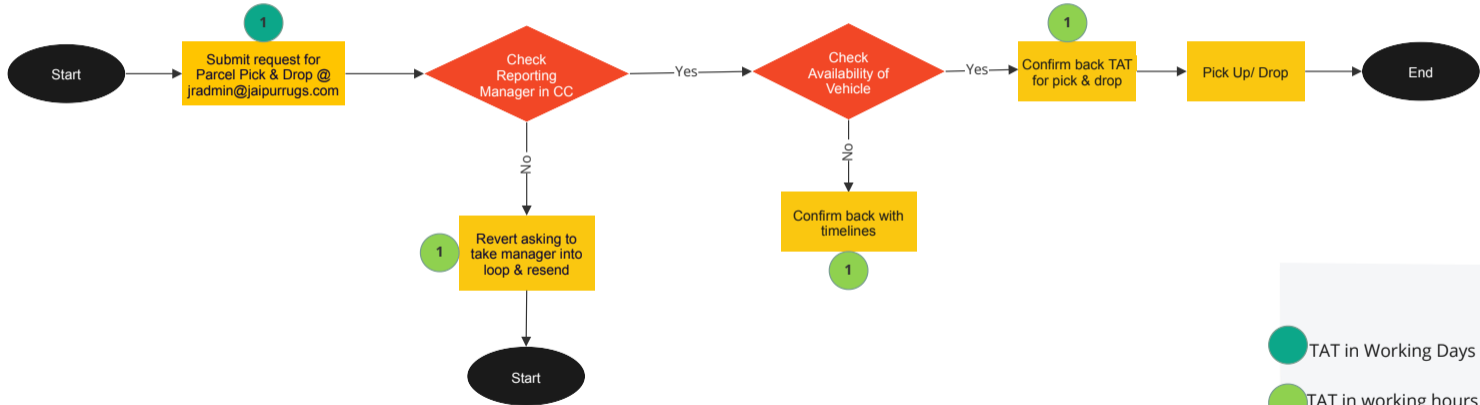 1
Start
Submit request for
Parcel Pick & Drop @
jradmin@jaipurrugs.com
Check
Reporting
Manager in CC
Yes
Check
Availability of
Vehicle
Yes
1
Confirm back TAT
for pick & drop
Pick Up/ Drop
End
No
No
1
Revert asking to
take manager into
loop & resend
Confirm back with
timelines
1
Start
TAT in Working Days
TAT in working hours